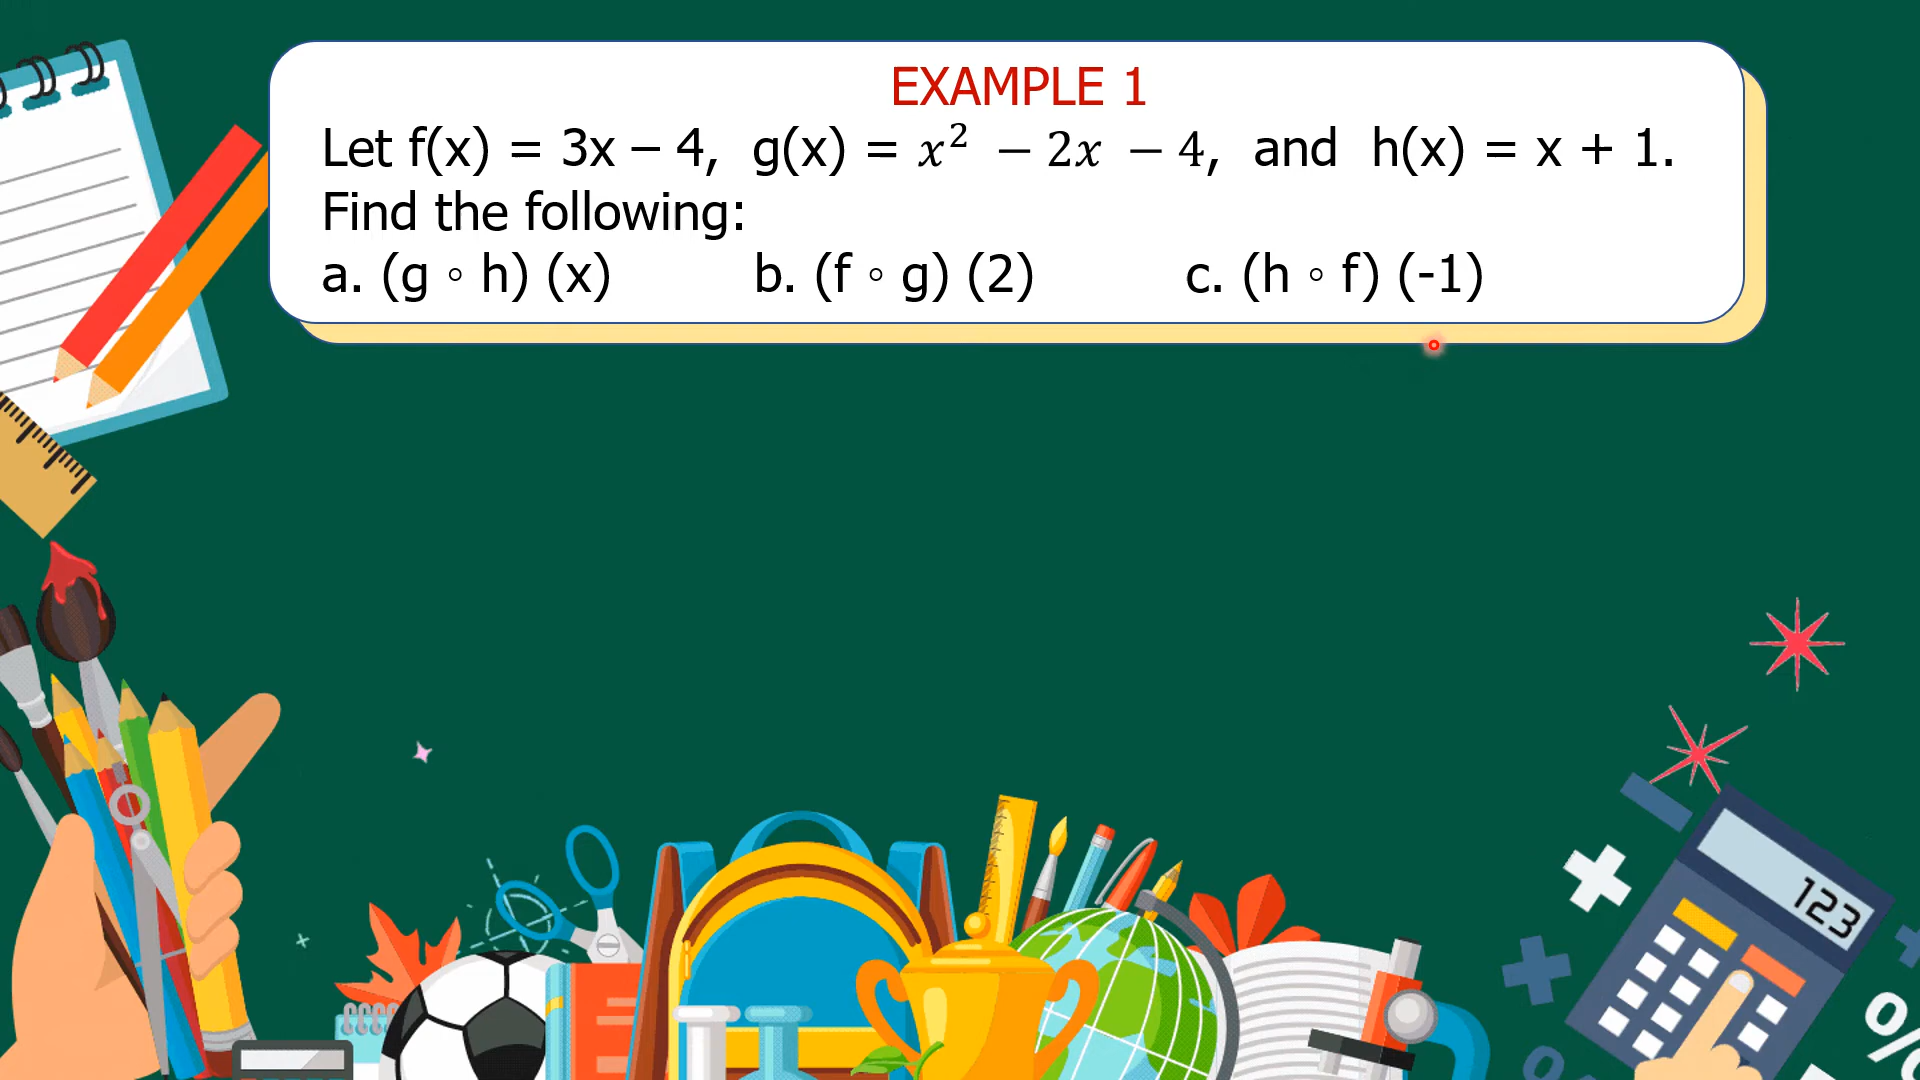 EXAMPLE 1
Let f(x) = 3x – 4, g(x) = x² − 2x − 4, and h(x) = x + 1.
Find the following:
a. (g ◦ h) (x) b. (f ◦ g) (2) c. (h ◦ f) (-1)
123
%